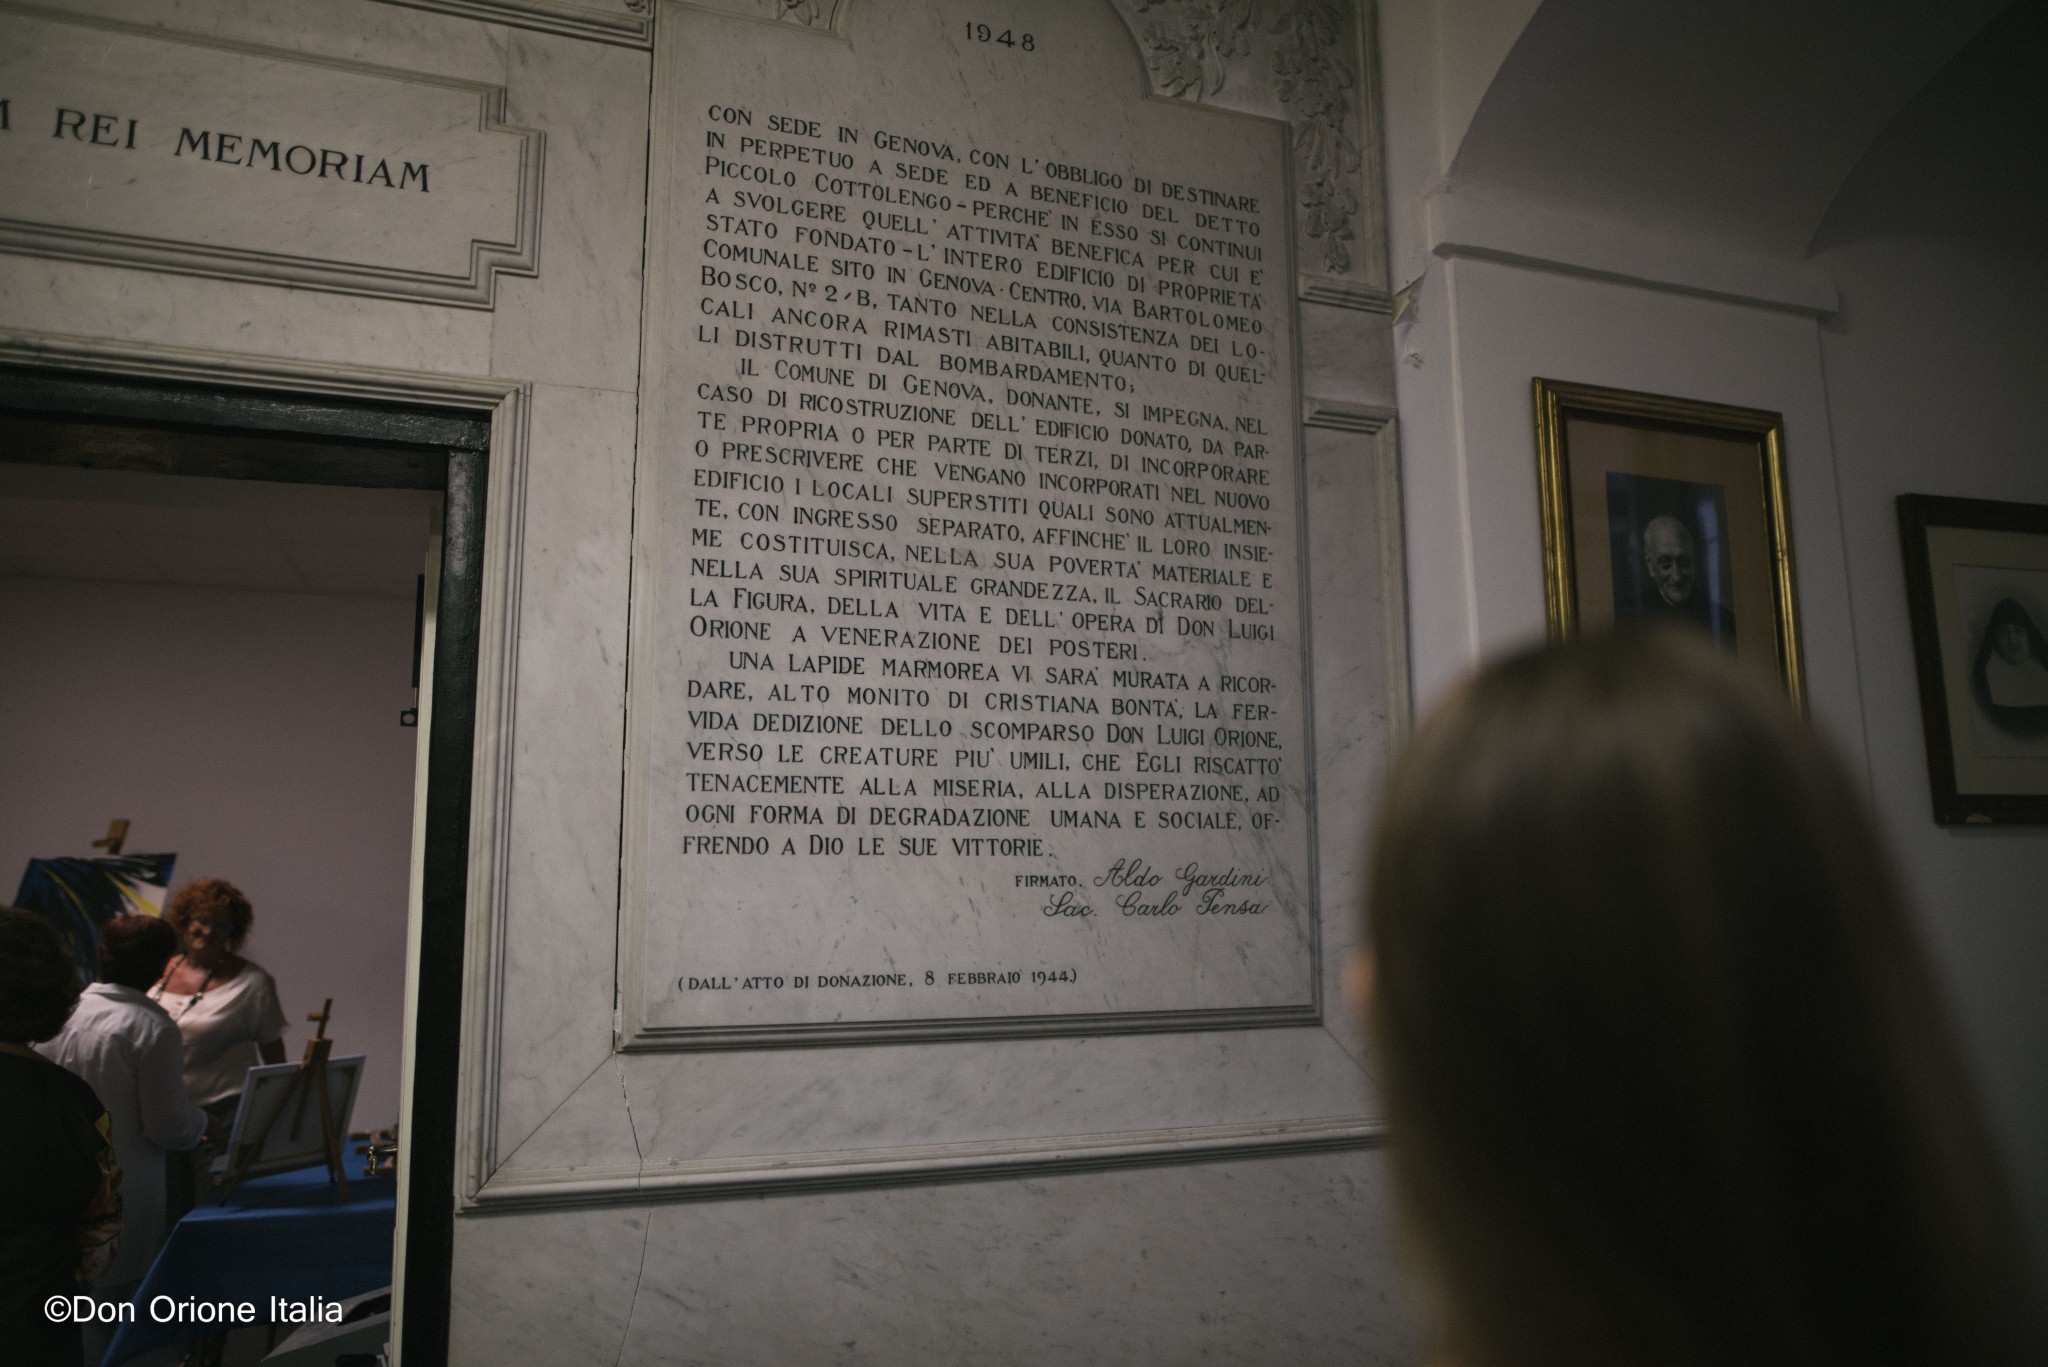 REI MEMORIAM
1948
CON SEDE IN GENOVA, CON L'OBBLIGO DI DESTINARE
IN PERPETUO A SEDE ED A BENEFICIO DEL DETTO
PICCOLO COTTOLENGO - PERCHE' IN ESSO SI CONTINUI
A SVOLGERE QUELL' ATTIVITA' BENEFICA PER CUI E'
STATO FONDATO - L' INTERO EDIFICIO DI PROPRIETA'
COMUNALE SITO IN GENOVA-CENTRO, VIA BARTOLOMEO
BOSCO, Nº 2/B, TANTO NELLA CONSISTENZA DEI LO-
CALI ANCORA RIMASTI ABITABILI, QUANTO DI QUEL-
LI DISTRUTTI DAL BOMBARDAMENTO;
IL COMUNE DI GENOVA, DONANTE, SI IMPEGNA, NEL
CASO DI RICOSTRUZIONE DELL' EDIFICIO DONATO, DA PAR-
TE PROPRIA O PER PARTE DI TERZI, DI INCORPORARE
O PRESCRIVERE CHE VENGANO INCORPORATI NEL NUOVO
EDIFICIO I LOCALI SUPERSTITI QUALI SONO ATTUALMEN-
TE, CON INGRESSO SEPARATO, AFFINCHE' IL LORO INSIE-
ME COSTITUISCA, NELLA SUA POVERTA' MATERIALE E
NELLA SUA SPIRITUALE GRANDEZZA, IL SACRARIO DEL-
LA FIGURA, DELLA VITA E DELL' OPERA DI DON LUIGI
ORIONE A VENERAZIONE DEI POSTERI.
UNA LAPIDE MARMOREA VI SARA' MURATA A RICOR-
DARE, ALTO MONITO DI CRISTIANA BONTA', LA FER-
VIDA DEDIZIONE DELLO SCOMPARSO DON LUIGI ORIONE,
VERSO LE CREATURE PIU' UMILI, CHE EGLI RISCATTO'
TENACEMENTE ALLA MISERIA, ALLA DISPERAZIONE, AD
OGNI FORMA DI DEGRADAZIONE UMANA E SOCIALE, OF-
FRENDO A DIO LE SUE VITTORIE.
FIRMATO. Aldo Gardini
Sac. Carlo Pensa
(DALL'ATTO DI DONAZIONE, 8 FEBBRAIO 1944.)
©Don Orione Italia